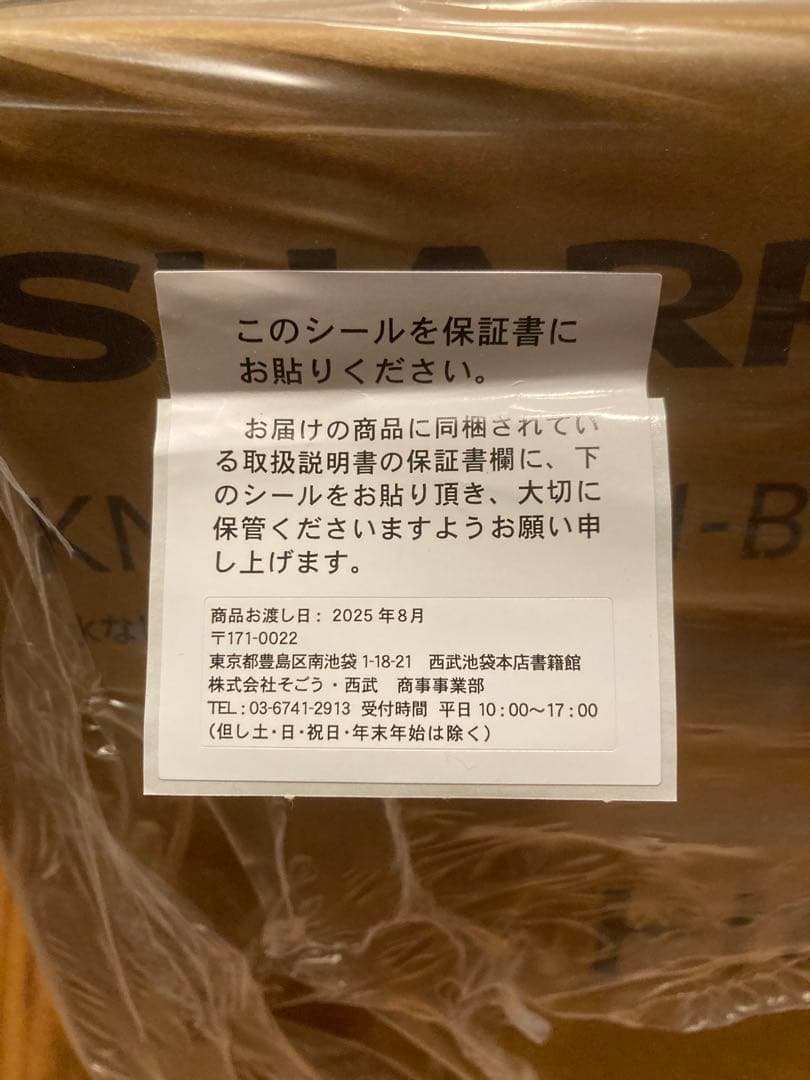 SHARP
このシールを保証書に
お貼りください。
お届けの商品に同梱されてい
る取扱説明書の保証書欄に、下
のシールをお貼り頂き、大切に
保管くださいますようお願い申
し上げます。
KN
-B
水な
商品お渡し日： 2025 年8月
〒171-0022
東京都豊島区南池袋 1-18-21 西武池袋本店書籍館
株式会社そごう・西武 商事事業部
TEL : 03-6741-2913 受付時間 平日 10 : 00〜17 : 00
（但し土・日・祝日・年末年始は除く）